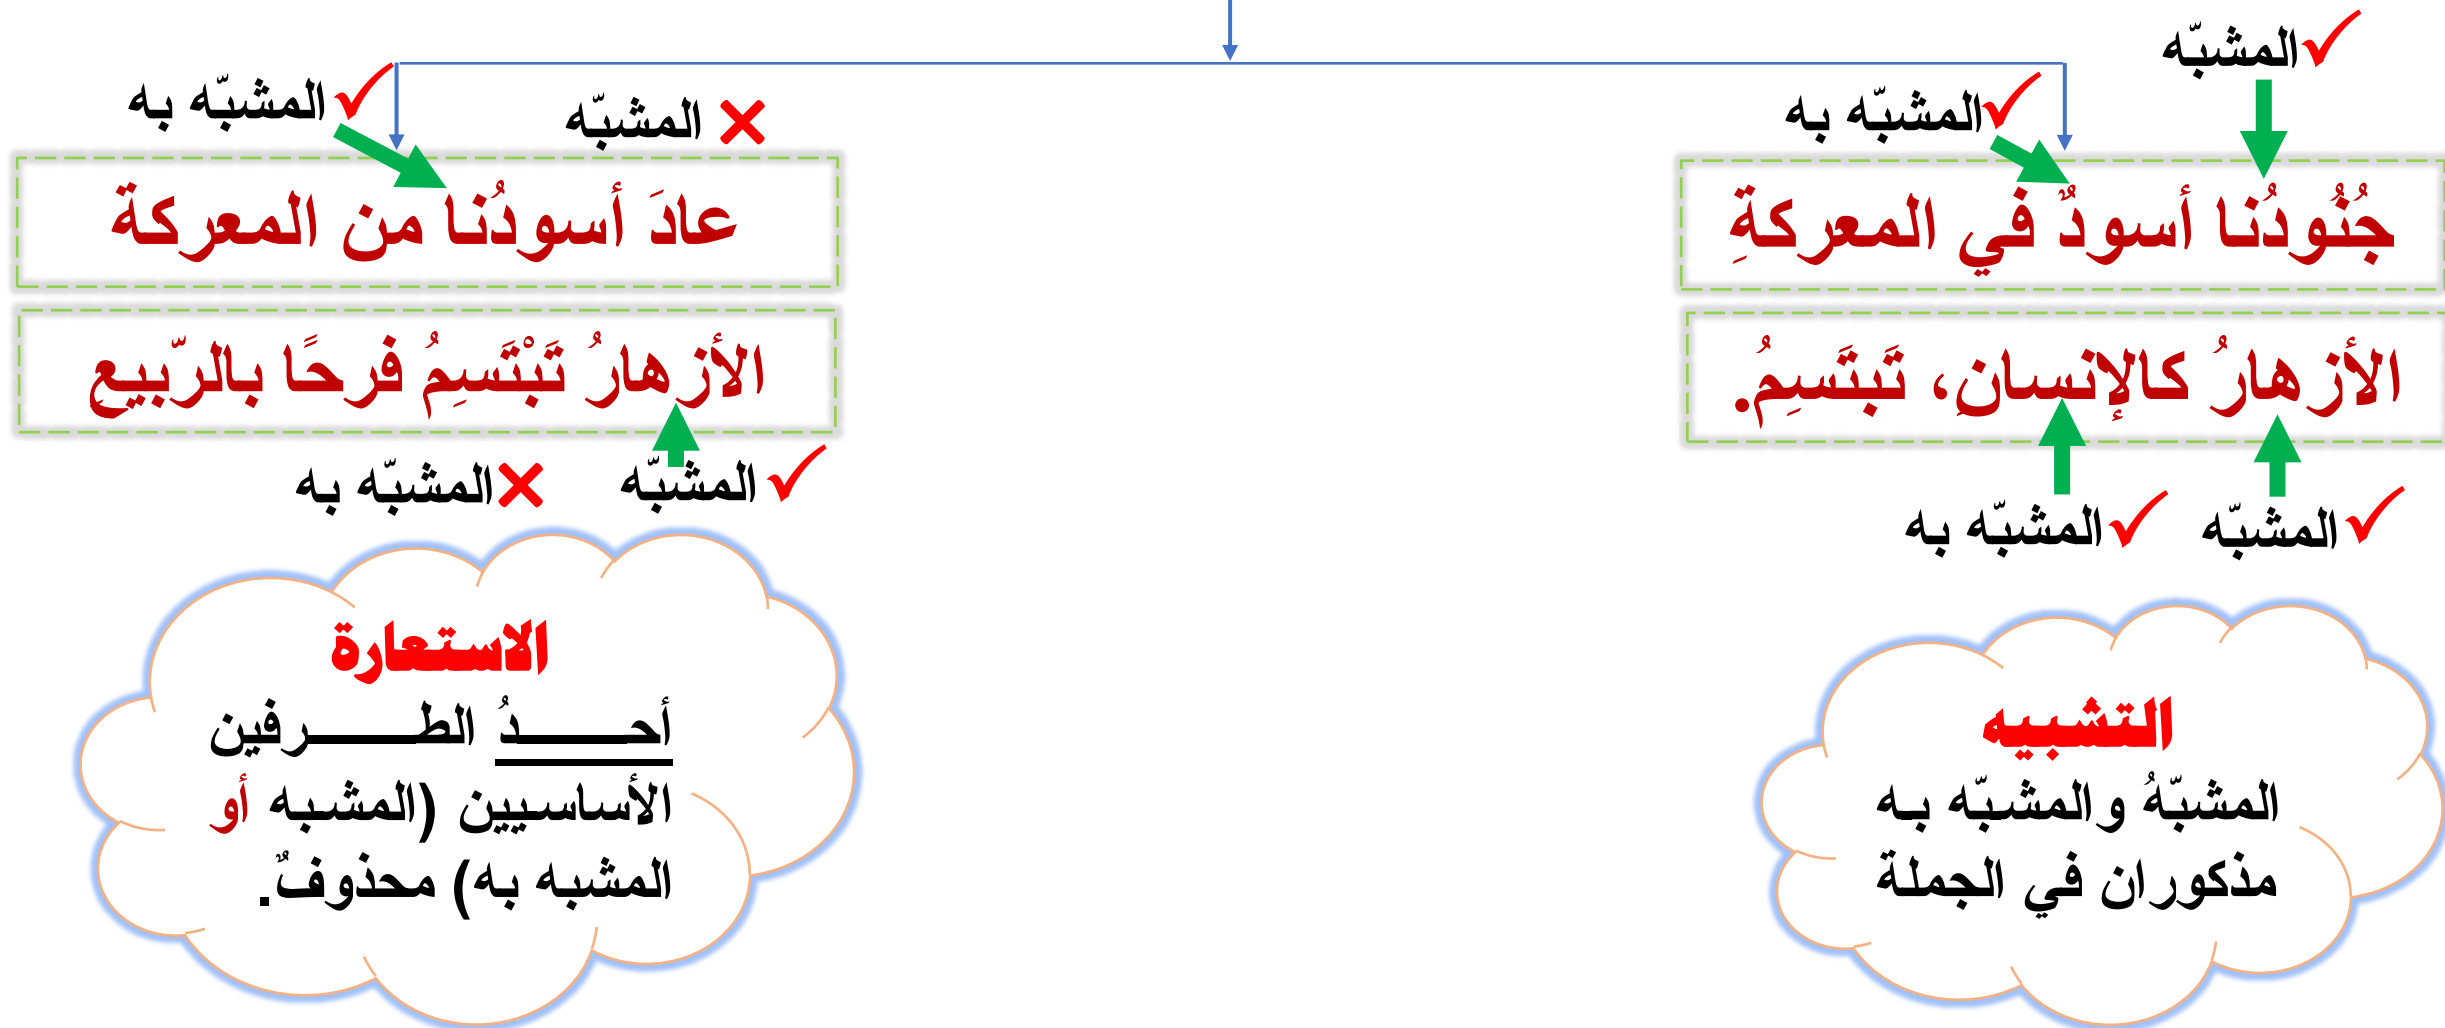 المشبّه
المشبّه به
جُنُودُنا أسودٌ في المعركةِ
الأزهارُ كالإنسانِ، تَبتَسِمُ.
المشبّه
المشبّه به
التشبيه
المشبّهُ والمشبّه به
مذكوران في الجملة
المشبّه
المشبّه به
عادَ أسودُنا من المعركة
الأزهارُ تَبْتَسِمُ فرحًا بالرّبيعِ
المشبّه
المشبّه به
الاستعارة
أحـــــدُ الطـــــرفين
الأساسيين (المشبه أو
المشبه به) محذوفٌ.